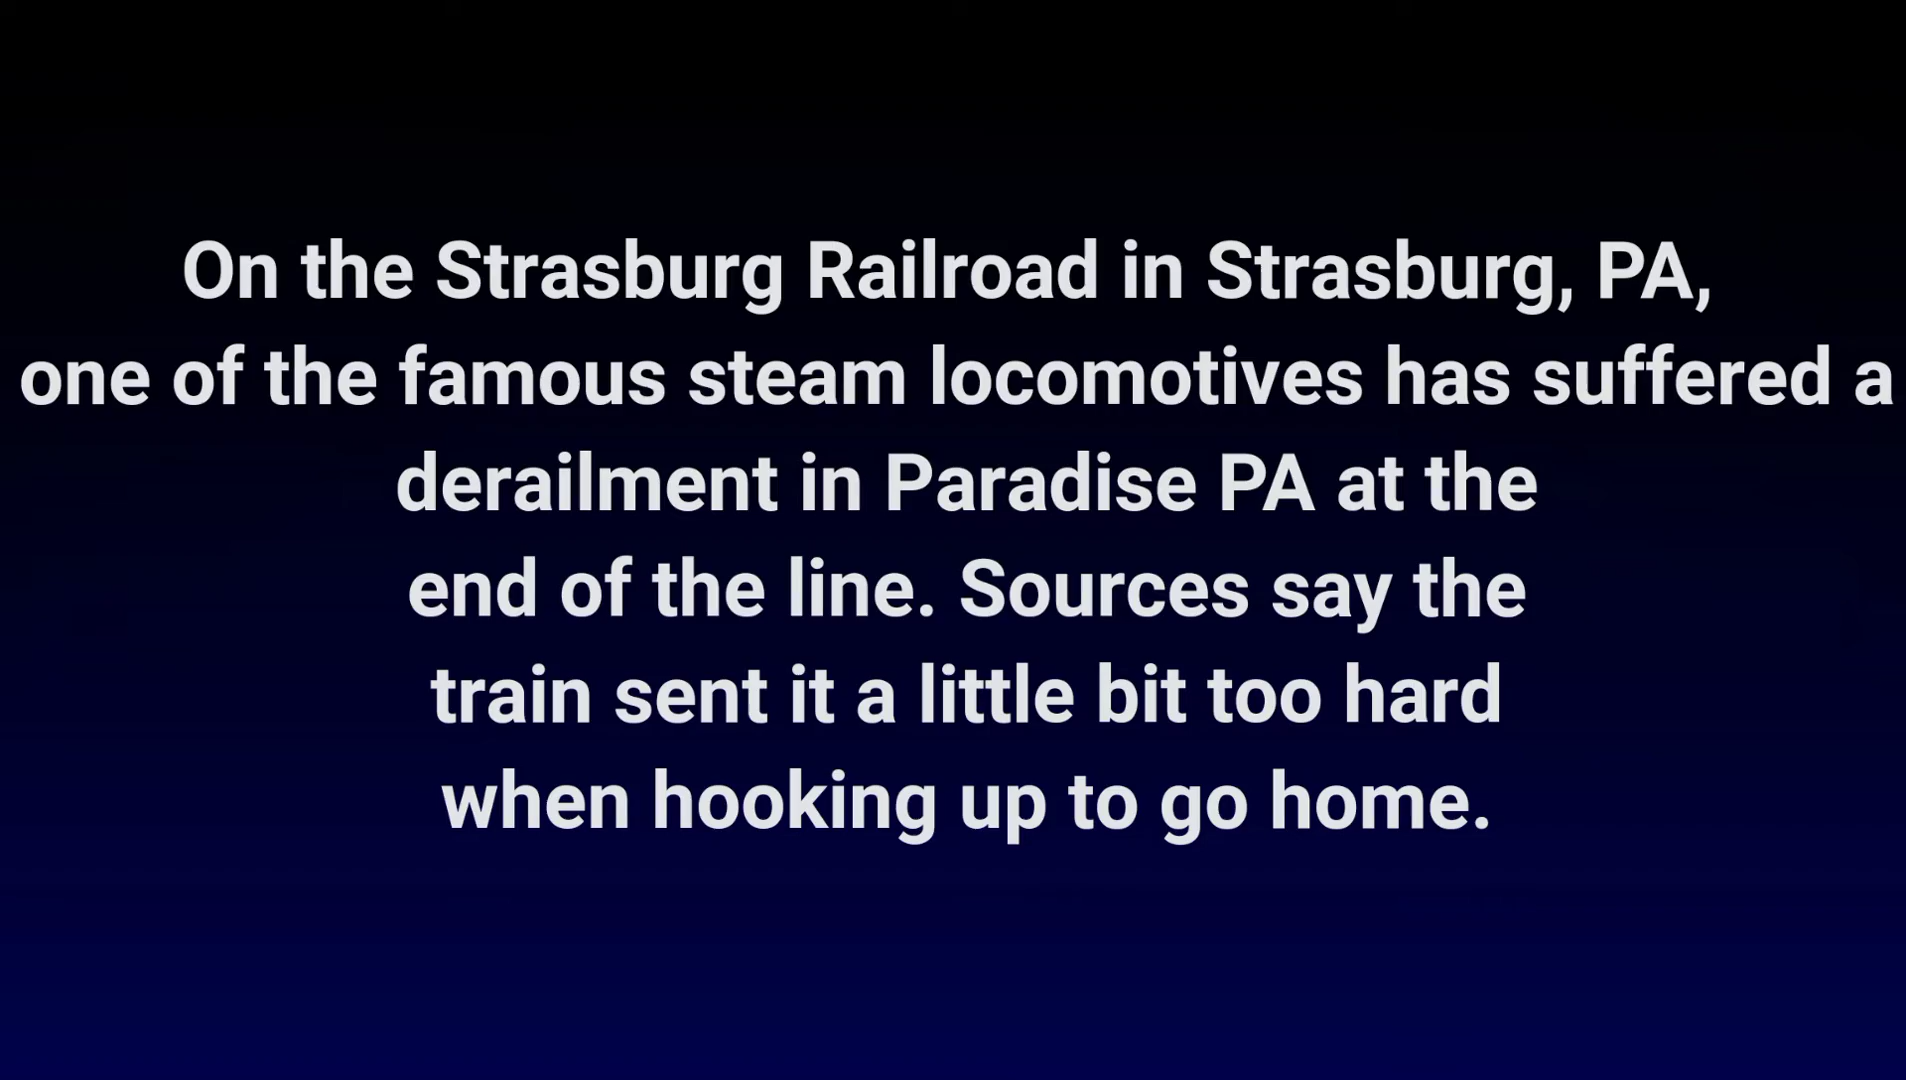 On the Strasburg Railroad in Strasburg, PA,
one of the famous steam locomotives has suffered a
derailment in Paradise PA at the
end of the line. Sources say the
train sent it a little bit too hard
when hooking up to go home.